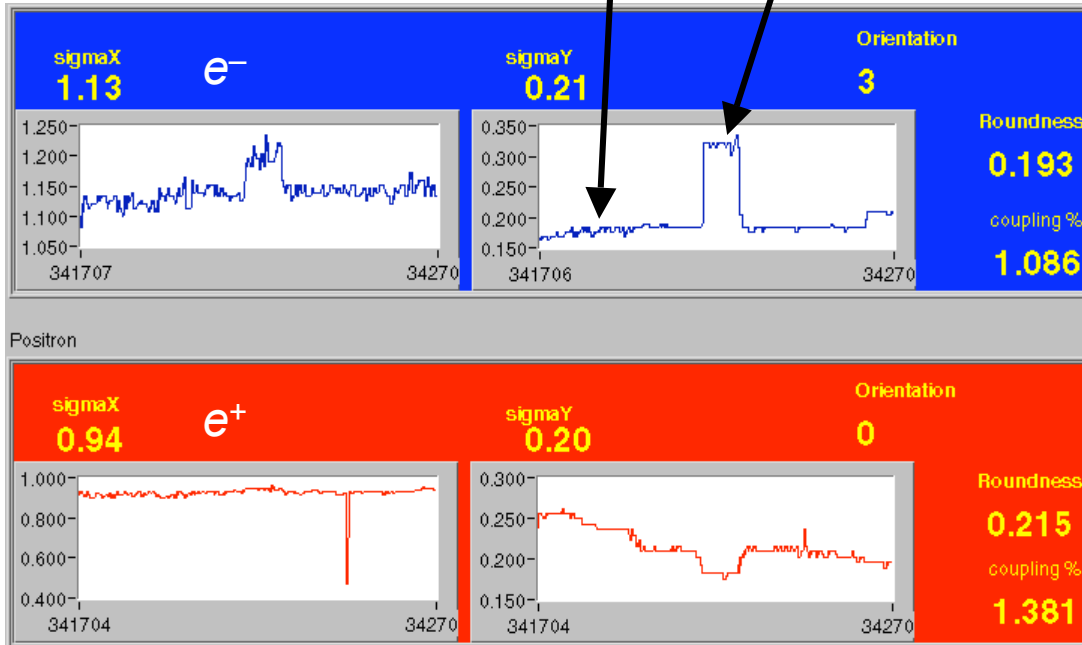 Orientation
sigmaX
e–
sigmaY
1.13
0.21
3
Roundness
1.250
0.350
1.200
0.300
0.193
1.150
0.250
1.100
0.200
coupling %
1.050
0.150
1.086
341707
34270
341706
34270
Positron
Orientation
sigmaX
e+
sigmaY
0.94
0.20
0
Roundness
1.000
0.300
0.800
0.250
0.215
0.600
0.200
coupling %
0.400
0.150
1.381
341704
34270
341704
34270